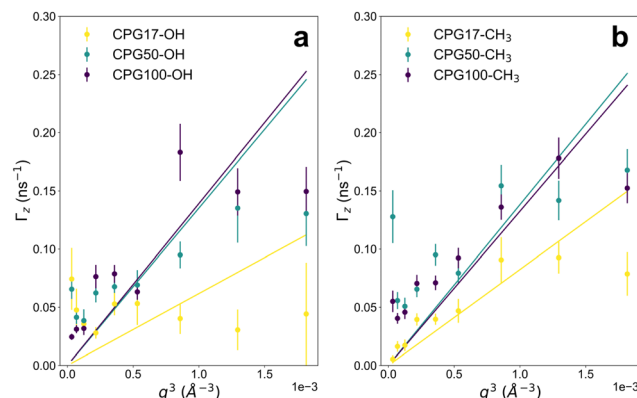 a
CPG17-OH
CPG50-OH
CPG100-OH
0.30
0.25
0.20
0.15
0.10
0.05
0.00
Γz (ns⁻¹)
0.0
0.5
1.0
1.5
1e−3
q³ (Å⁻³)
b
CPG17-CH₃
CPG50-CH₃
CPG100-CH₃
0.30
0.25
0.20
0.15
0.10
0.05
0.00
Γz (ns⁻¹)
0.0
0.5
1.0
1.5
1e−3
q³ (Å⁻³)